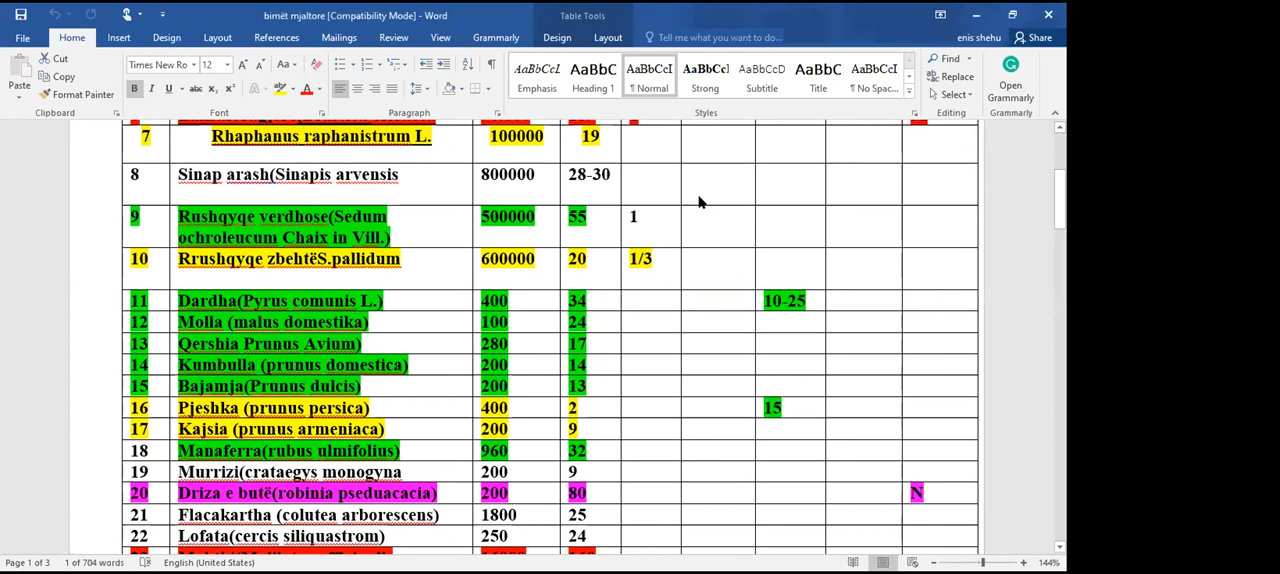 bimët mjaltore [Compatibility Mode] - Word
Table Tools
enis shehu
Share
File Home Insert Design Layout References Mailings Review View Grammarly Design Layout Tell me what you want to do...
Paste
Cut
Copy
Format Painter
Clipboard
Times New Ro 12
B I U abc
Font
Paragraph
AaBbCcL AaBbC AaBbCcI AaBbCcl AaBbCcD AaBbC AaBbCcI
Emphasis Heading 1 ¶ Normal Strong Subtitle Title ¶ No Spac...
Styles
Find
Replace
Select
Editing
Open
Grammarly
Grammarly
7 Rhaphanus raphanistrum L. 100000 19
8 Sinap arash(Sinapis arvensis 800000 28-30
9 Rushqyqe verdhose(Sedum 500000 55 1
ochroleucum Chaix in Vill.)
10 Rrushqyqe zbehtëS.pallidum 600000 20 1/3
11 Dardha(Pyrus comunis L.) 400 34 10-25
12 Molla (malus domestika) 100 24
13 Qershia Prunus Avium) 280 17
14 Kumbulla (prunus domestica) 200 14
15 Bajamja(Prunus dulcis) 200 13
16 Pjeshka (prunus persica) 400 2 15
17 Kajsia (prunus armeniaca) 200 9
18 Manaferra(rubus ulmifolius) 960 32
19 Murrizi(crataegys monogyna 200 9
20 Driza e butë(robinia pseduacacia) 200 80 N
21 Flacakartha (colutea arborescens) 1800 25
22 Lofata(cercis siliquastrom) 250 24
Page 1 of 3 1 of 704 words English (United States) 144%